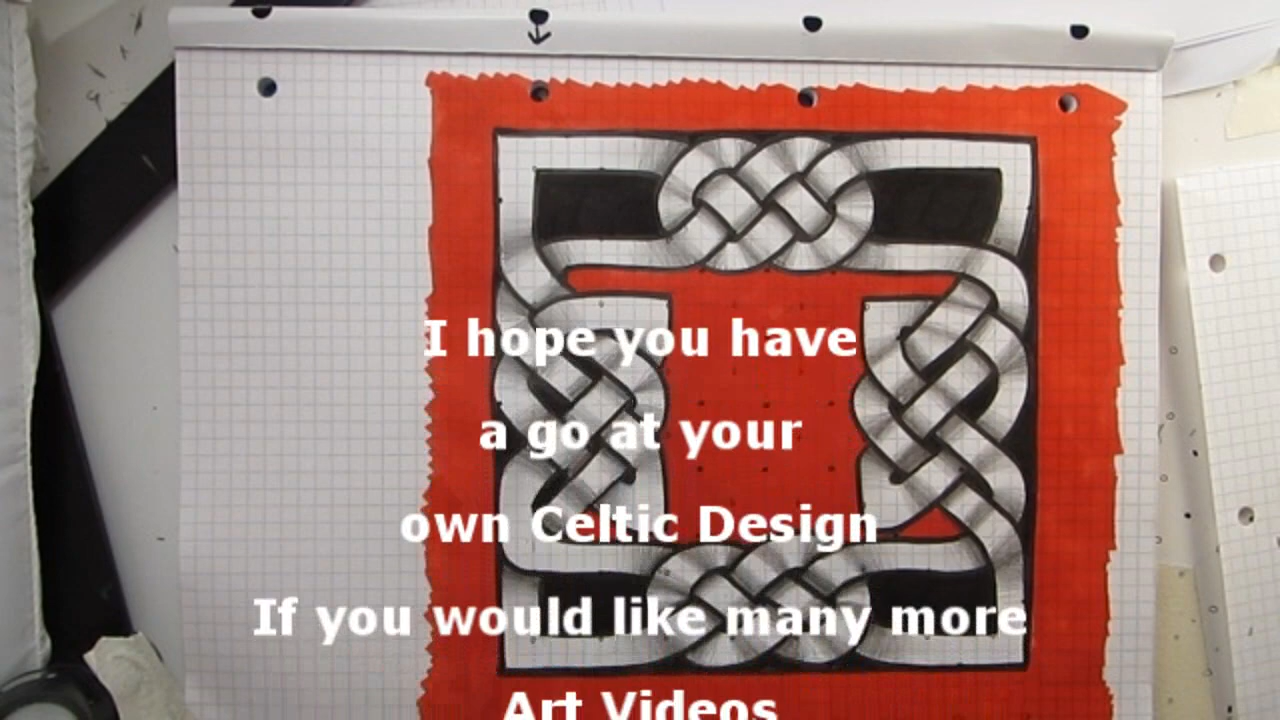 I hope you have
a go at your
own Celtic Design
If you would like many more
Art Videos